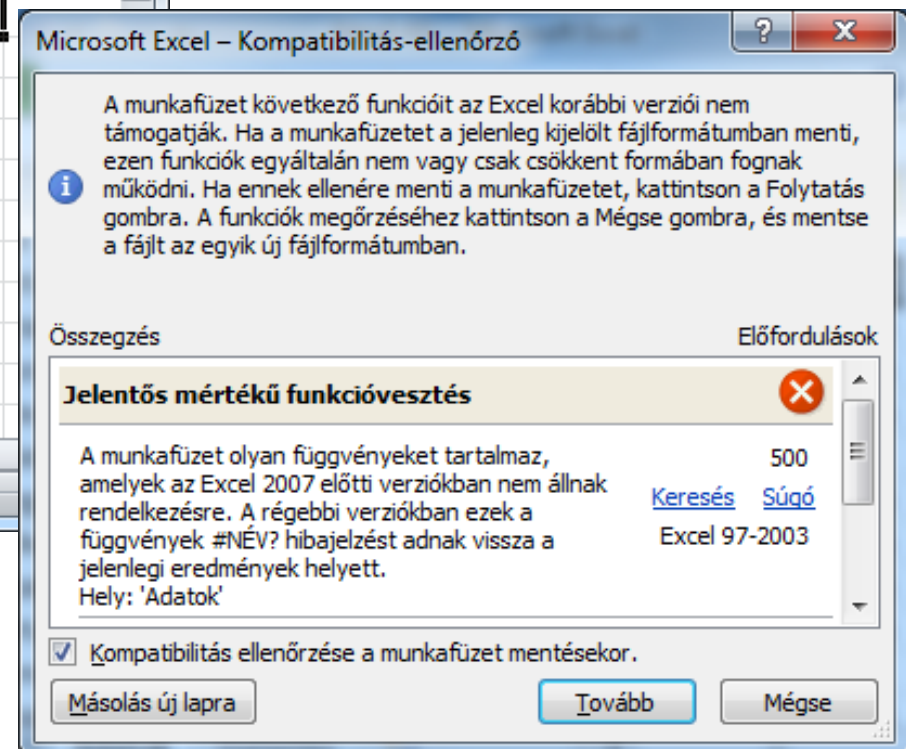 Microsoft Excel – Kompatibilitás-ellenőrző
A munkafüzet következő funkcióit az Excel korábbi verziói nem
támogatják. Ha a munkafüzetet a jelenleg kijelölt fájlformátumban menti,
ezen funkciók egyáltalán nem vagy csak csökkent formában fognak
működni. Ha ennek ellenére menti a munkafüzetet, kattintson a Folytatás
gombra. A funkciók megőrzéséhez kattintson a Mégse gombra, és mentse
a fájlt az egyik új fájlformátumban.
Összegzés Előfordulások
Jelentős mértékű funkcióvesztés
A munkafüzet olyan függvényeket tartalmaz,
amelyek az Excel 2007 előtti verziókban nem állnak
rendelkezésre. A régebbi verziókban ezek a
függvények #NÉV? hibajelzést adnak vissza a
jelenlegi eredmények helyett.
Hely: 'Adatok'
500
Keresés Súgó
Excel 97-2003
Kompatibilitás ellenőrzése a munkafüzet mentésekor.
Másolás új lapra Tovább Mégse